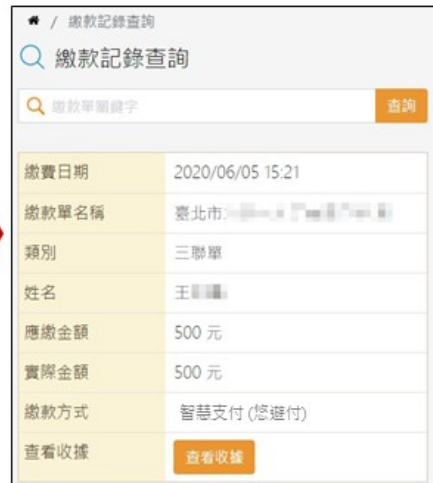 / 繳款記錄查詢
繳款記錄查詢
繳款單關鍵字 查詢
繳費日期 2020/06/05 15:21
繳款單名稱 臺北市
類別 三聯單
姓名 王
應繳金額 500 元
實際金額 500 元
繳款方式 智慧支付 (悠遊付)
查看收據 查看收據